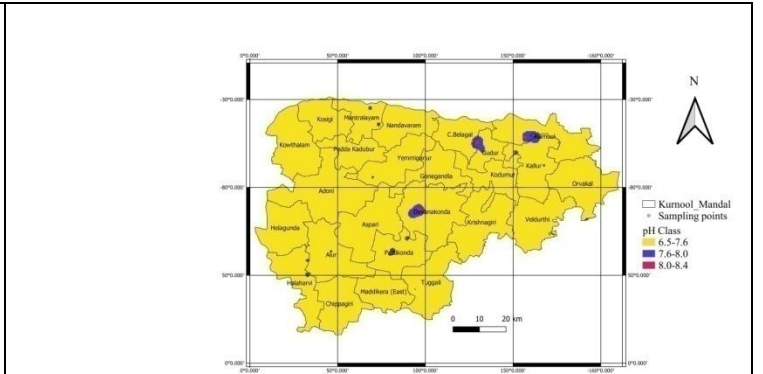 0°0.000' 50°0.000' 100°0.000' 150°0.000' -160°0.000'
-30°0.000' -30°0.000'
N
Kosigi Mantralayam Nandavaram
C.Belagal Kurnool
Kowthalam Pedda Kadubur Gudur
Yemmiganur Kallur
Gonegandla Kodumur
-80°0.000' Orvakal -80°0.000'
Adoni
Devanakonda
Kurnool_Mandal
Holagunda Aspari Krishnagiri Veldurthi
Sampling points
pH Class
6.5-7.6
Alur Pattikonda
7.6-8.0
50°0.000' 50°0.000'
8.0-8.4
Halaharvi Tuggali
Maddikara (East)
Chippagiri
0 10 20 km
0°0.000' 0°0.000'
0°0.000' 50°0.000' 100°0.000' 150°0.000' -160°0.000'